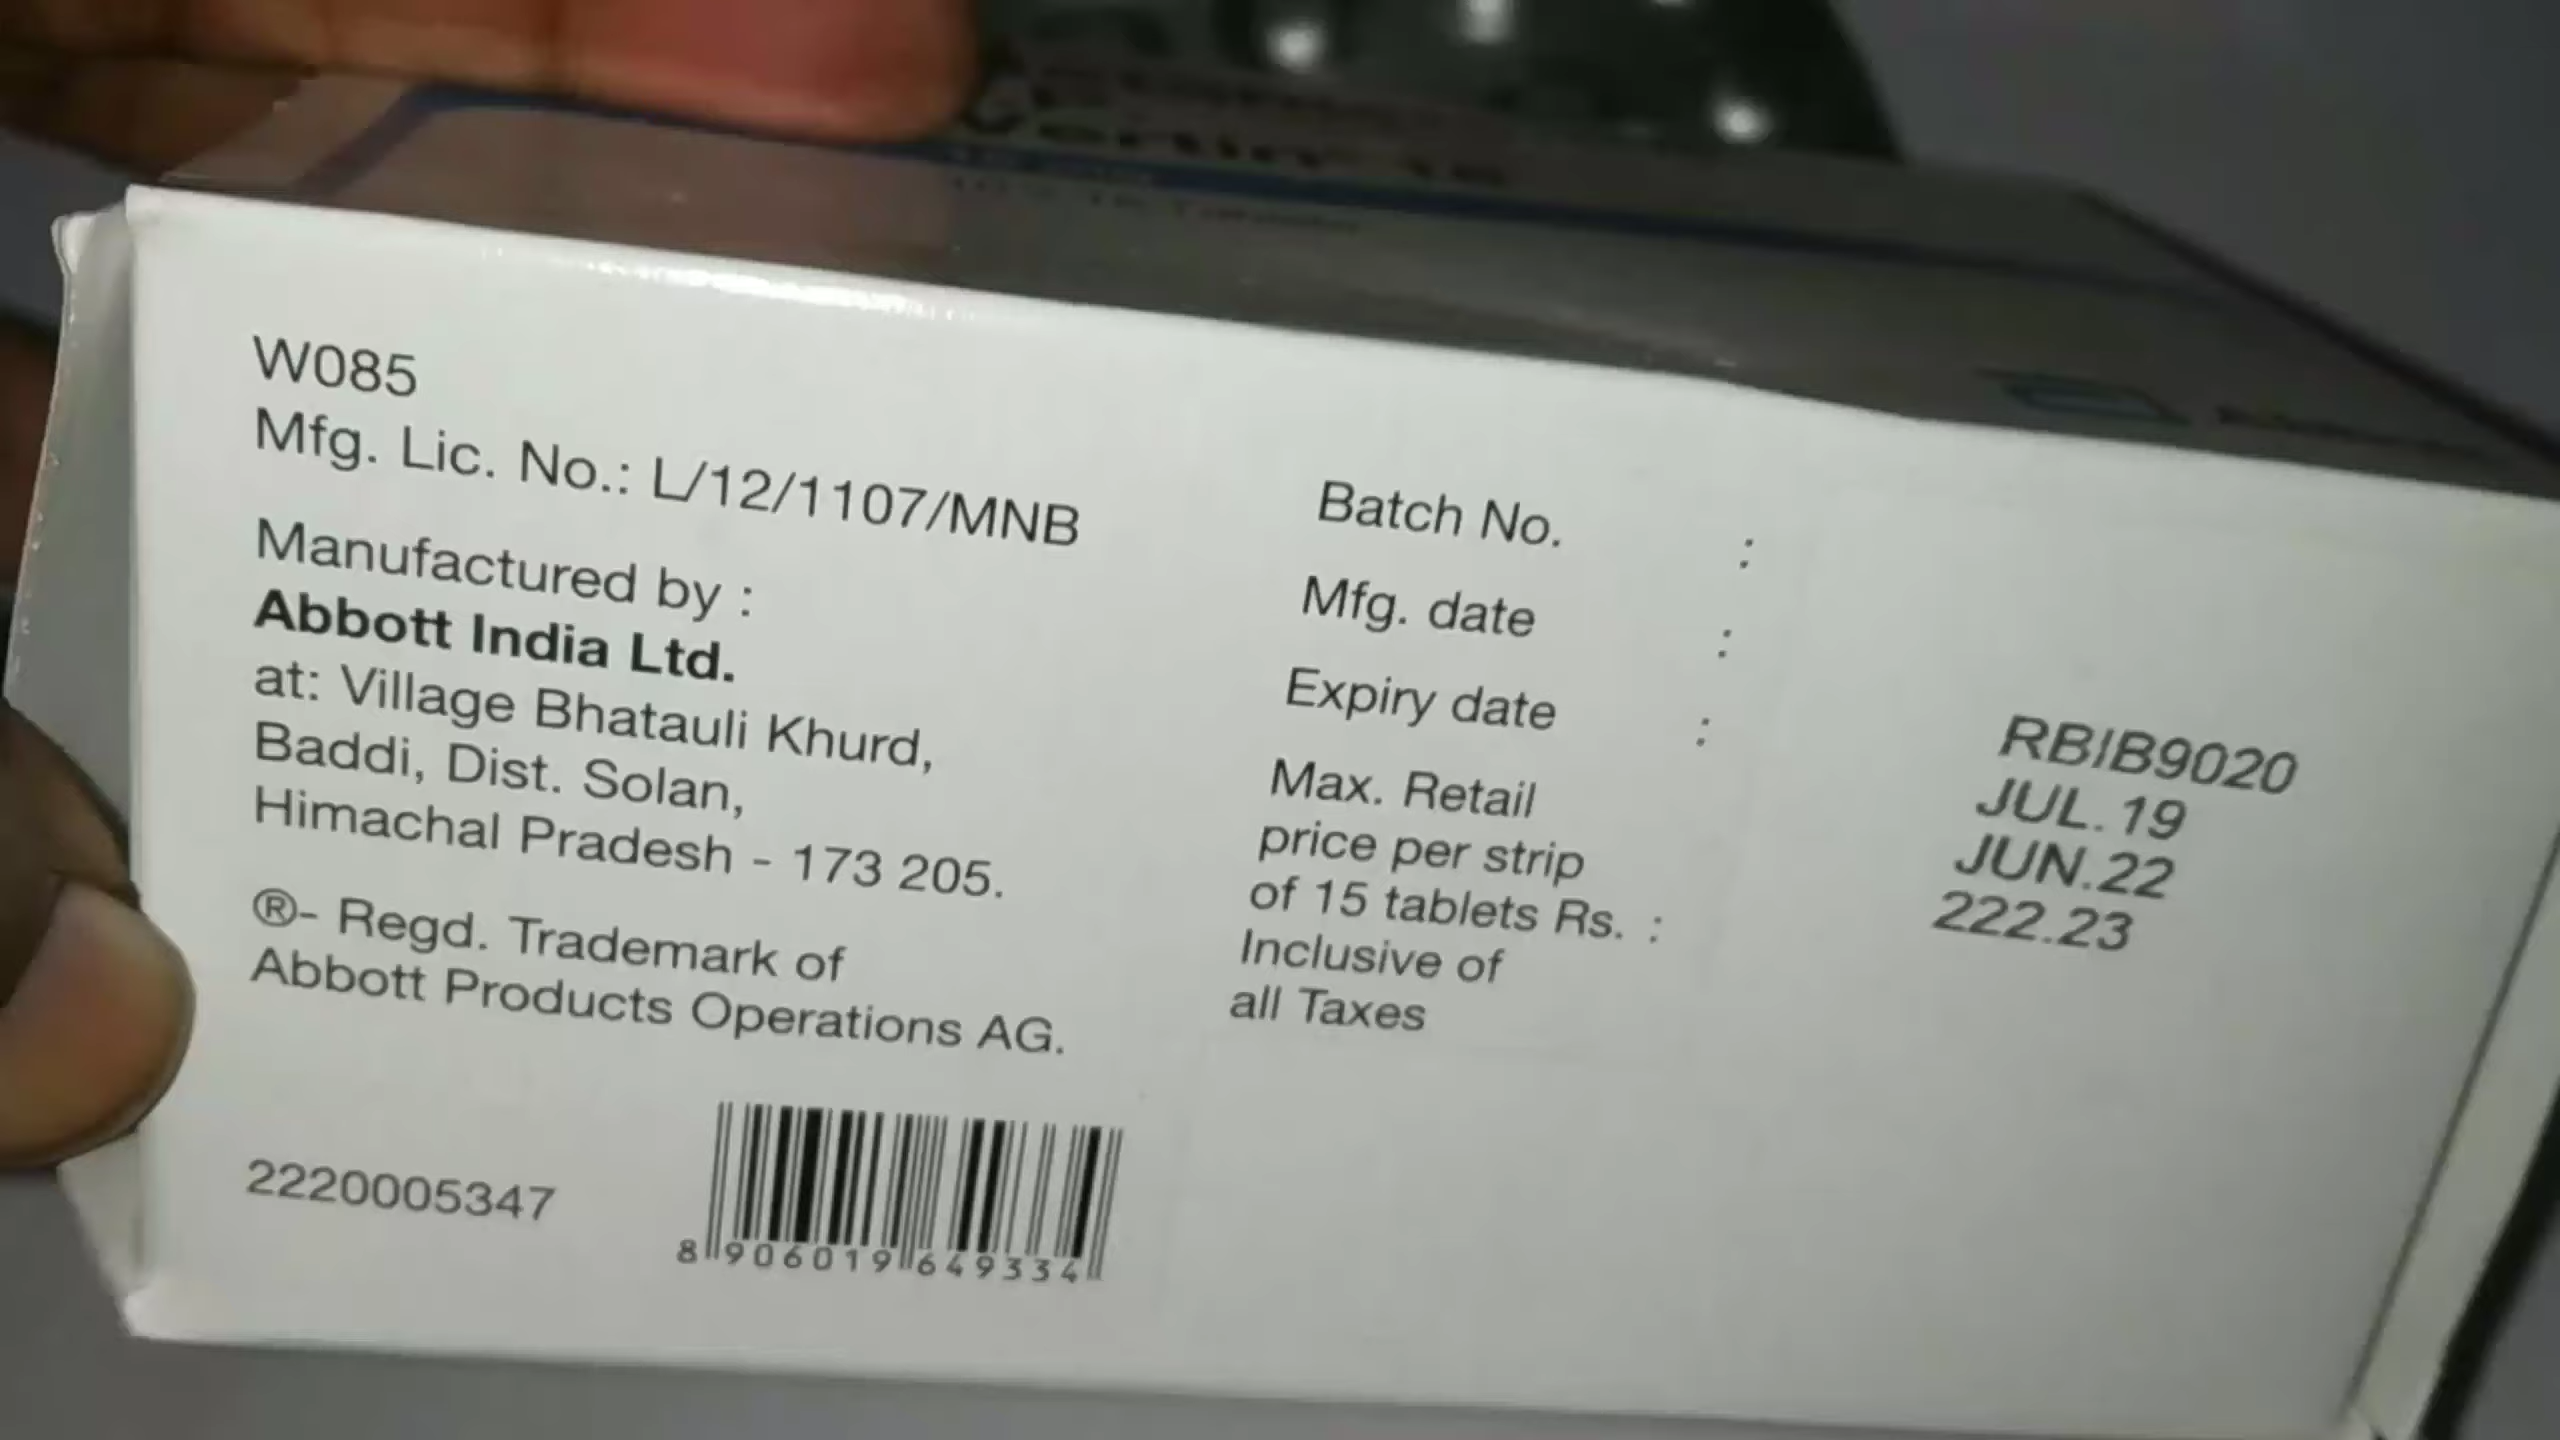 Vertin 16
W085
Mfg. Lic. No.: L/12/1107/MNB
Manufactured by :
Abbott India Ltd.
at: Village Bhatauli Khurd,
Baddi, Dist. Solan,
Himachal Pradesh - 173 205.
®- Regd. Trademark of
Abbott Products Operations AG.
2220005347
8 906019 649334
Batch No. :
Mfg. date :
Expiry date :
Max. Retail
price per strip
of 15 tablets Rs. :
Inclusive of
all Taxes
RBIB9020
JUL.19
JUN.22
222.23